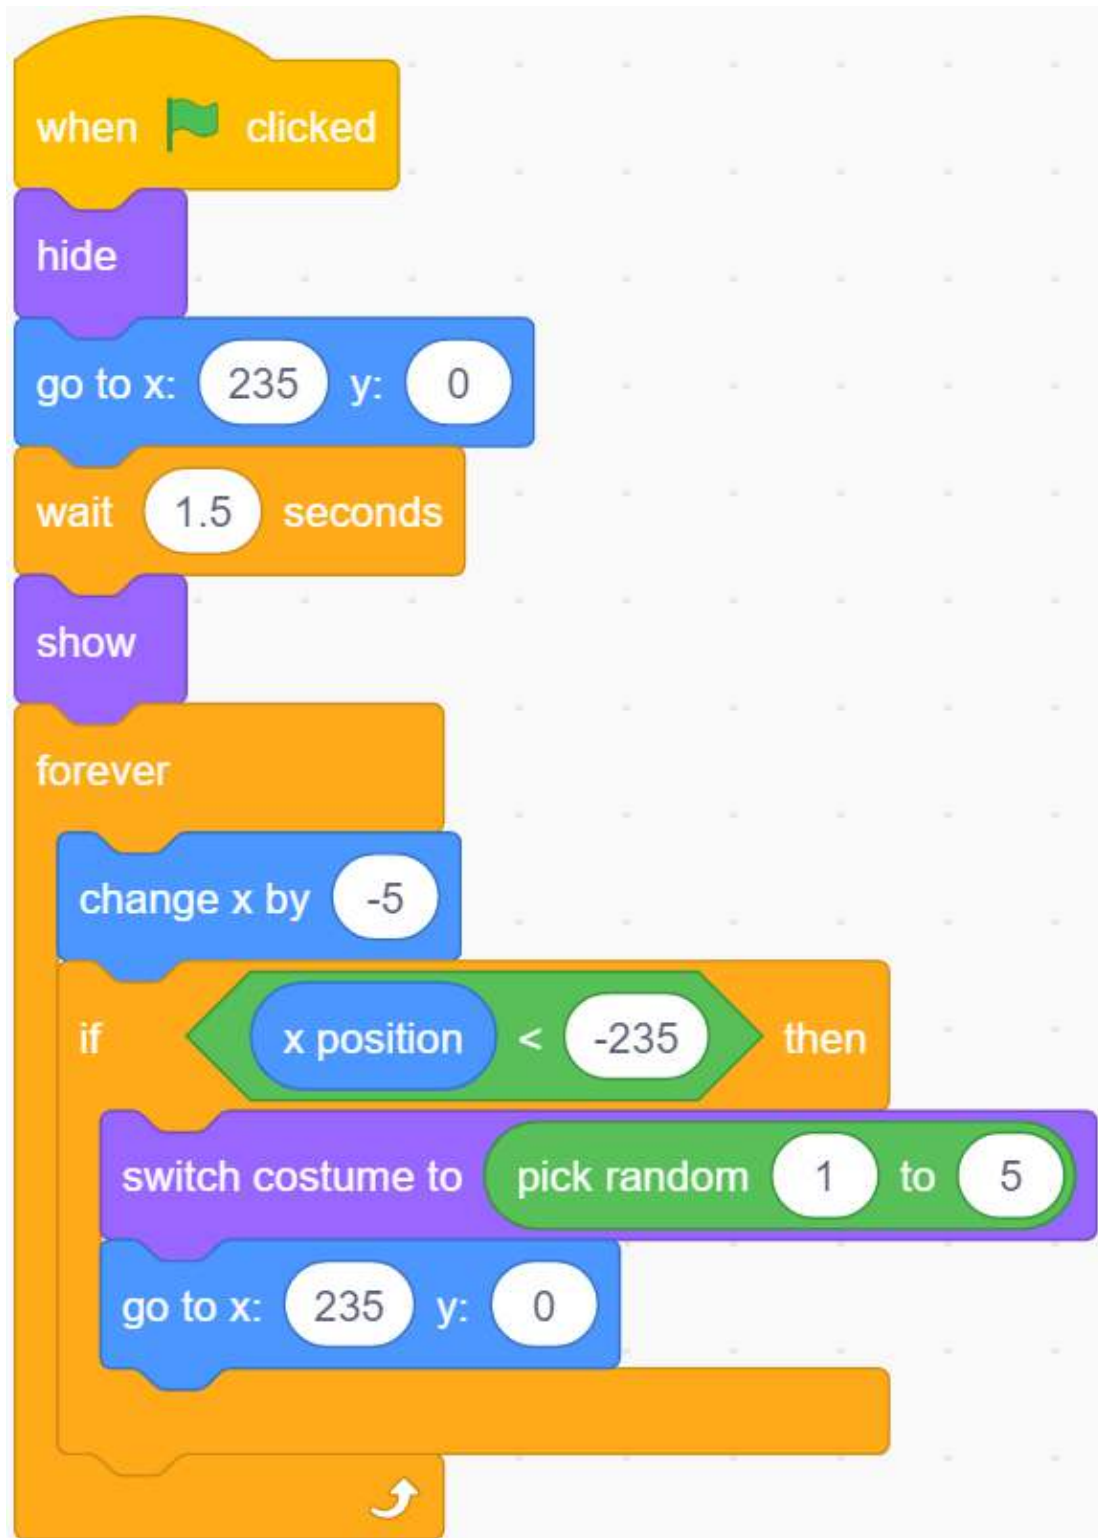 when clicked
hide
go to x: 235 y: 0
wait 1.5 seconds
show
forever
change x by -5
if x position < -235 then
switch costume to pick random 1 to 5
go to x: 235 y: 0